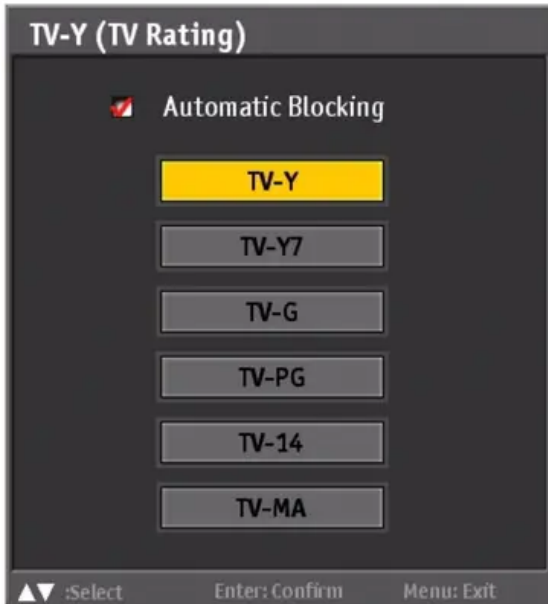 TV-Y (TV Rating)
Automatic Blocking
TV-Y
TV-Y7
TV-G
TV-PG
TV-14
TV-MA
▲▼ :Select Enter: Confirm Menu: Exit